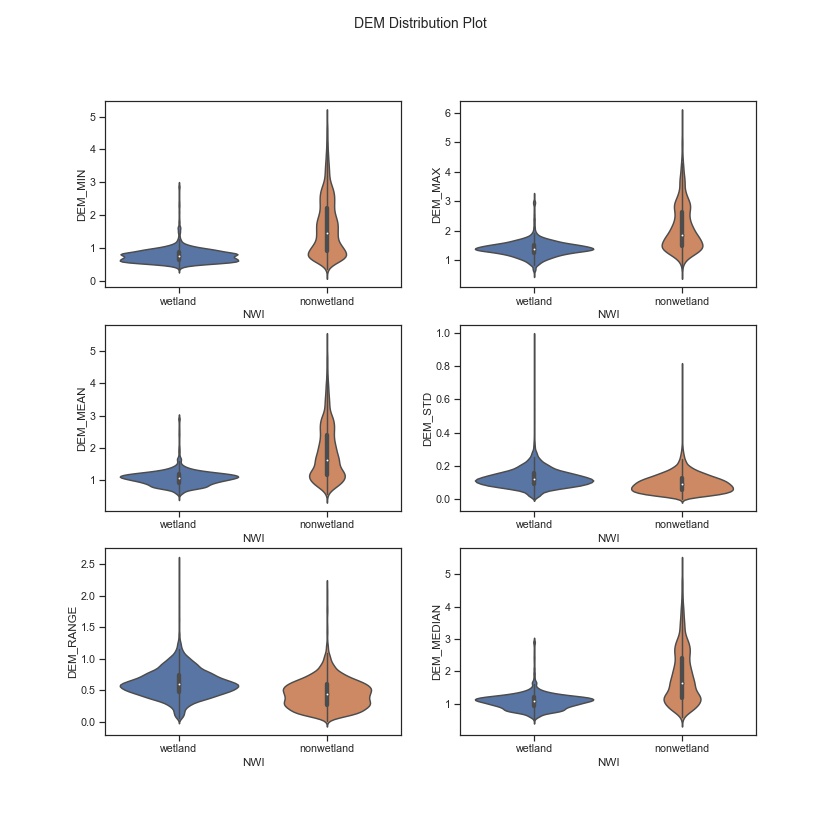 DEM Distribution Plot
DEM_MIN
5
4
3
2
1
0
wetland
nonwetland
NWI
DEM_MAX
6
5
4
3
2
1
wetland
nonwetland
NWI
DEM_MEAN
5
4
3
2
1
wetland
nonwetland
NWI
DEM_STD
1.0
0.8
0.6
0.4
0.2
0.0
wetland
nonwetland
NWI
DEM_RANGE
2.5
2.0
1.5
1.0
0.5
0.0
wetland
nonwetland
NWI
DEM_MEDIAN
5
4
3
2
1
wetland
nonwetland
NWI